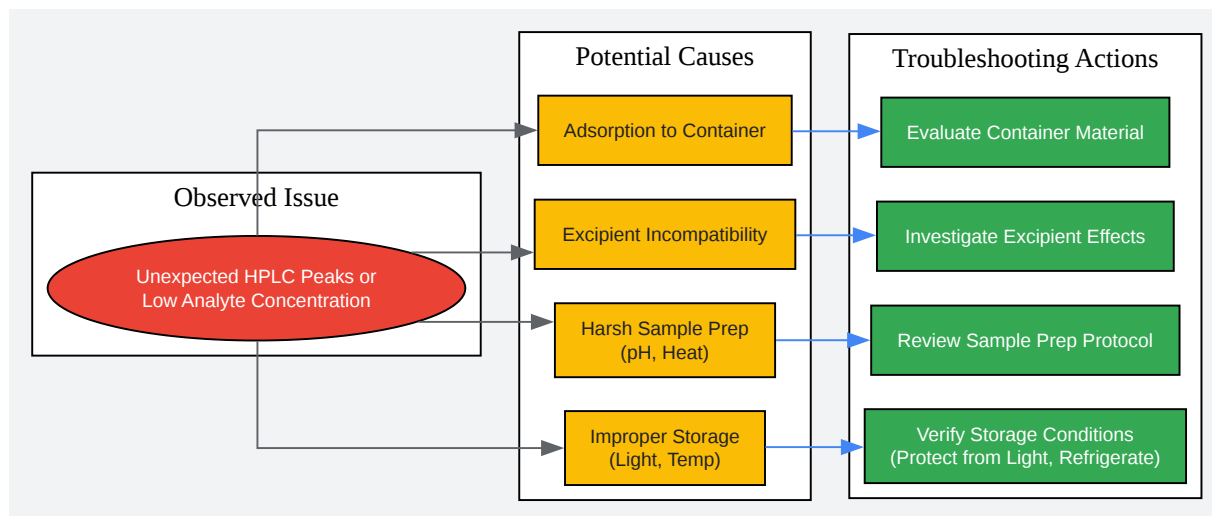 Observed Issue
Unexpected HPLC Peaks or
Low Analyte Concentration
Potential Causes
Adsorption to Container
Excipient Incompatibility
Harsh Sample Prep
(pH, Heat)
Improper Storage
(Light, Temp)
Troubleshooting Actions
Evaluate Container Material
Investigate Excipient Effects
Review Sample Prep Protocol
Verify Storage Conditions
(Protect from Light, Refrigerate)